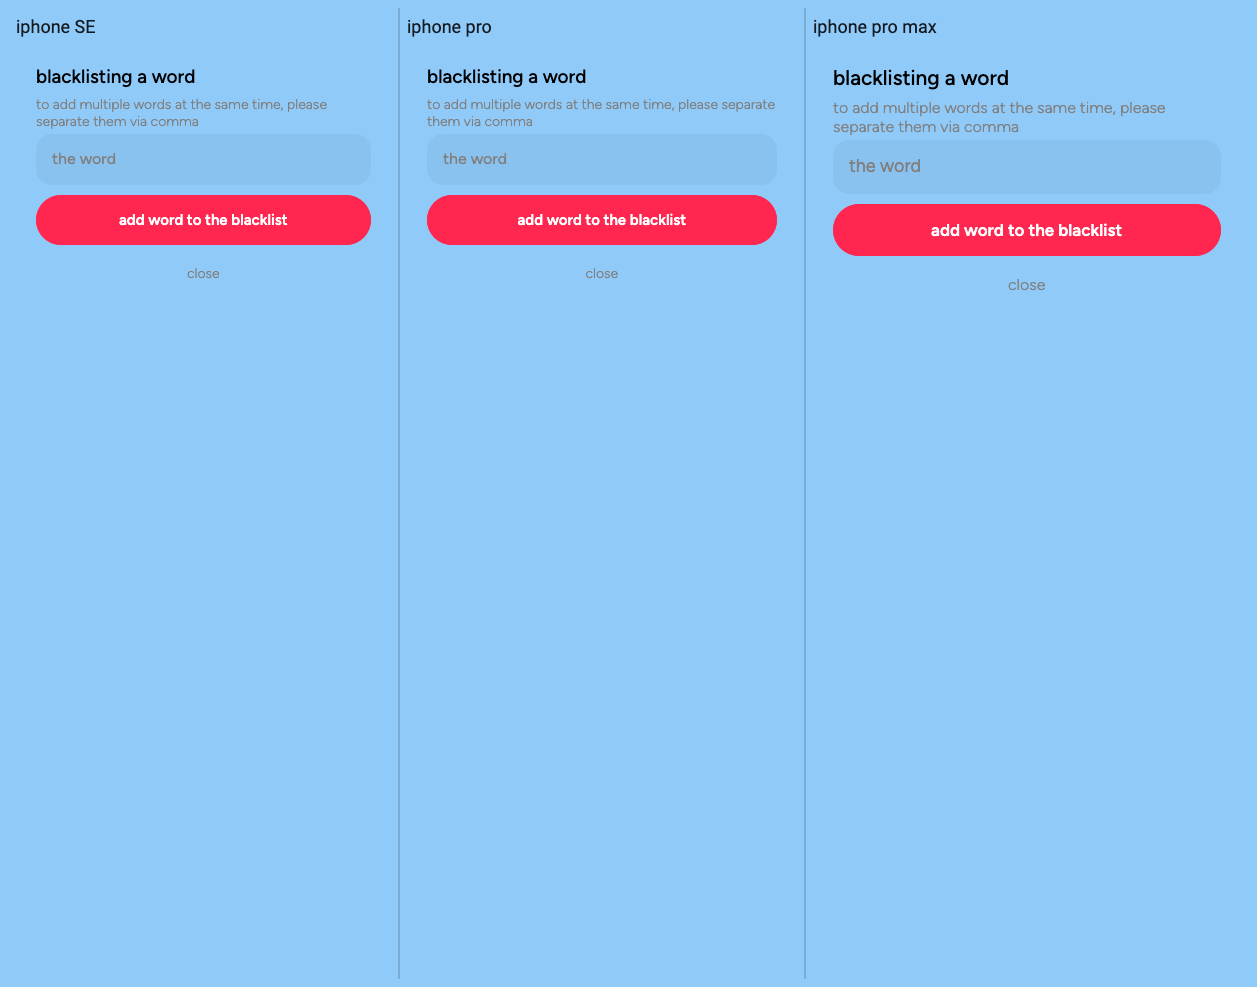 iphone SE
blacklisting a word
to add multiple words at the same time, please
separate them via comma
the word
add word to the blacklist
close
iphone pro
blacklisting a word
to add multiple words at the same time, please separate
them via comma
the word
add word to the blacklist
close
iphone pro max
blacklisting a word
to add multiple words at the same time, please
separate them via comma
the word
add word to the blacklist
close